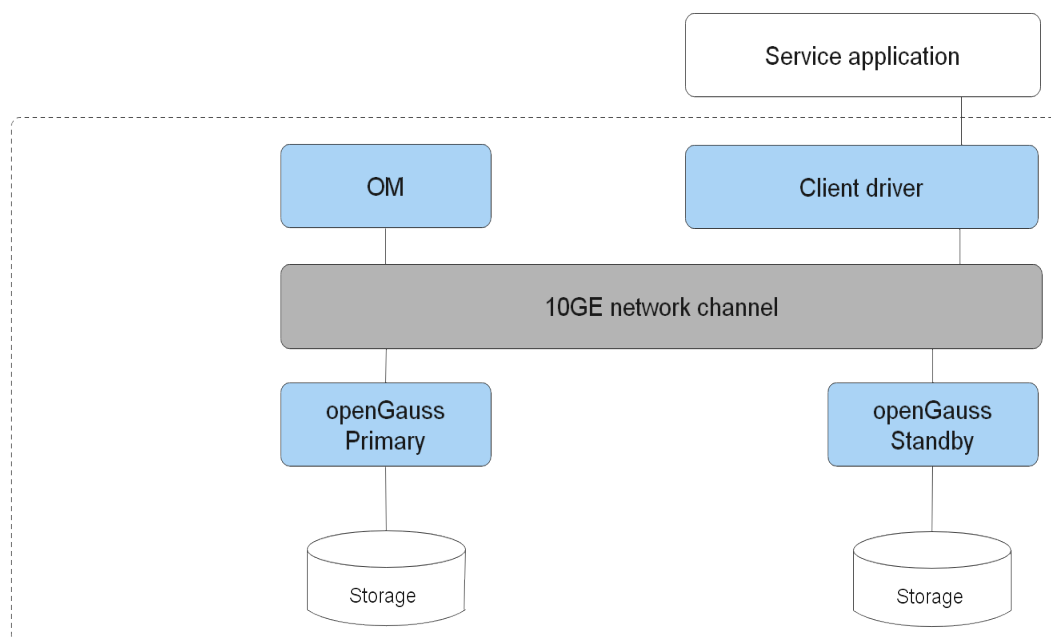 Service application
OM
Client driver
10GE network channel
openGauss
Primary
openGauss
Standby
Storage
Storage